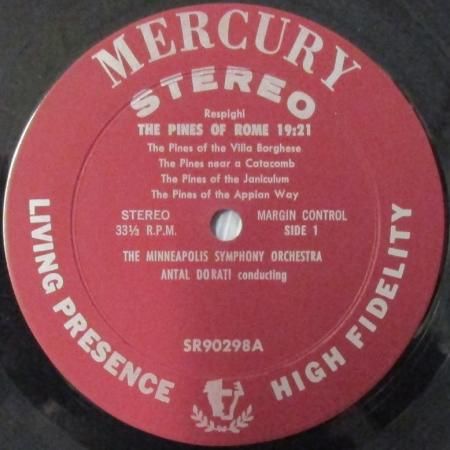 MERCURY
STEREO
Respighi
THE PINES OF ROME 19:21
The Pines of the Villa Borghese
The Pines near a Catacomb
The Pines of the Janiculum
The Pines of the Appian Way
STEREO MARGIN CONTROL
33⅓ R.P.M. SIDE 1
THE MINNEAPOLIS SYMPHONY ORCHESTRA
ANTAL DORATI conducting
SR90298A
LIVING PRESENCE
HIGH FIDELITY